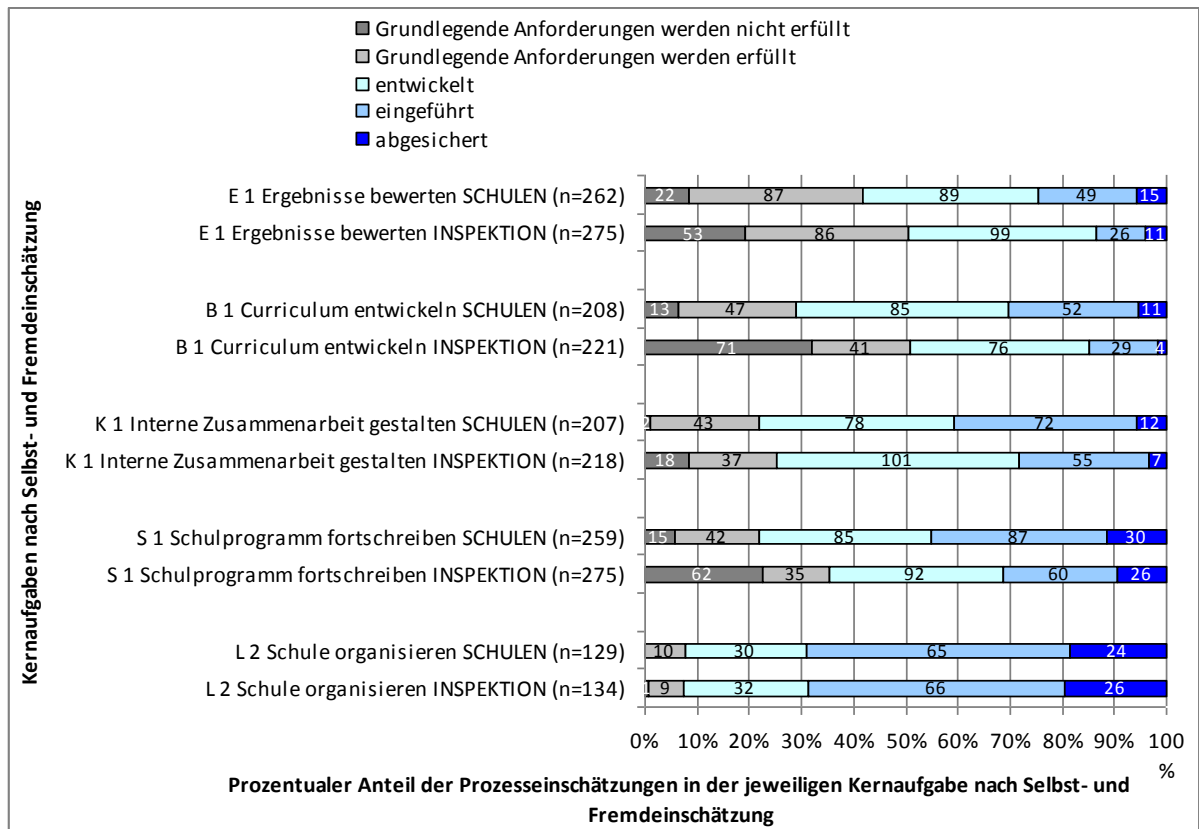 Grundlegende Anforderungen werden nicht erfüllt
Grundlegende Anforderungen werden erfüllt
entwickelt
eingeführt
abgesichert
Kernaufgaben nach Selbst- und Fremdeinschätzung
E 1 Ergebnisse bewerten SCHULEN (n=262)
22 87 89 49 15
E 1 Ergebnisse bewerten INSPEKTION (n=275)
53 86 99 26 11
B 1 Curriculum entwickeln SCHULEN (n=208)
13 47 85 52 11
B 1 Curriculum entwickeln INSPEKTION (n=221)
71 41 76 29 4
K 1 Interne Zusammenarbeit gestalten SCHULEN (n=207)
2 43 78 72 12
K 1 Interne Zusammenarbeit gestalten INSPEKTION (n=218)
18 37 101 55 7
S 1 Schulprogramm fortschreiben SCHULEN (n=259)
15 42 85 87 30
S 1 Schulprogramm fortschreiben INSPEKTION (n=275)
62 35 92 60 26
L 2 Schule organisieren SCHULEN (n=129)
10 30 65 24
L 2 Schule organisieren INSPEKTION (n=134)
1 9 32 66 26
0% 10% 20% 30% 40% 50% 60% 70% 80% 90% 100
%
Prozentualer Anteil der Prozesseinschätzungen in der jeweiligen Kernaufgabe nach Selbst- und
Fremdeinschätzung